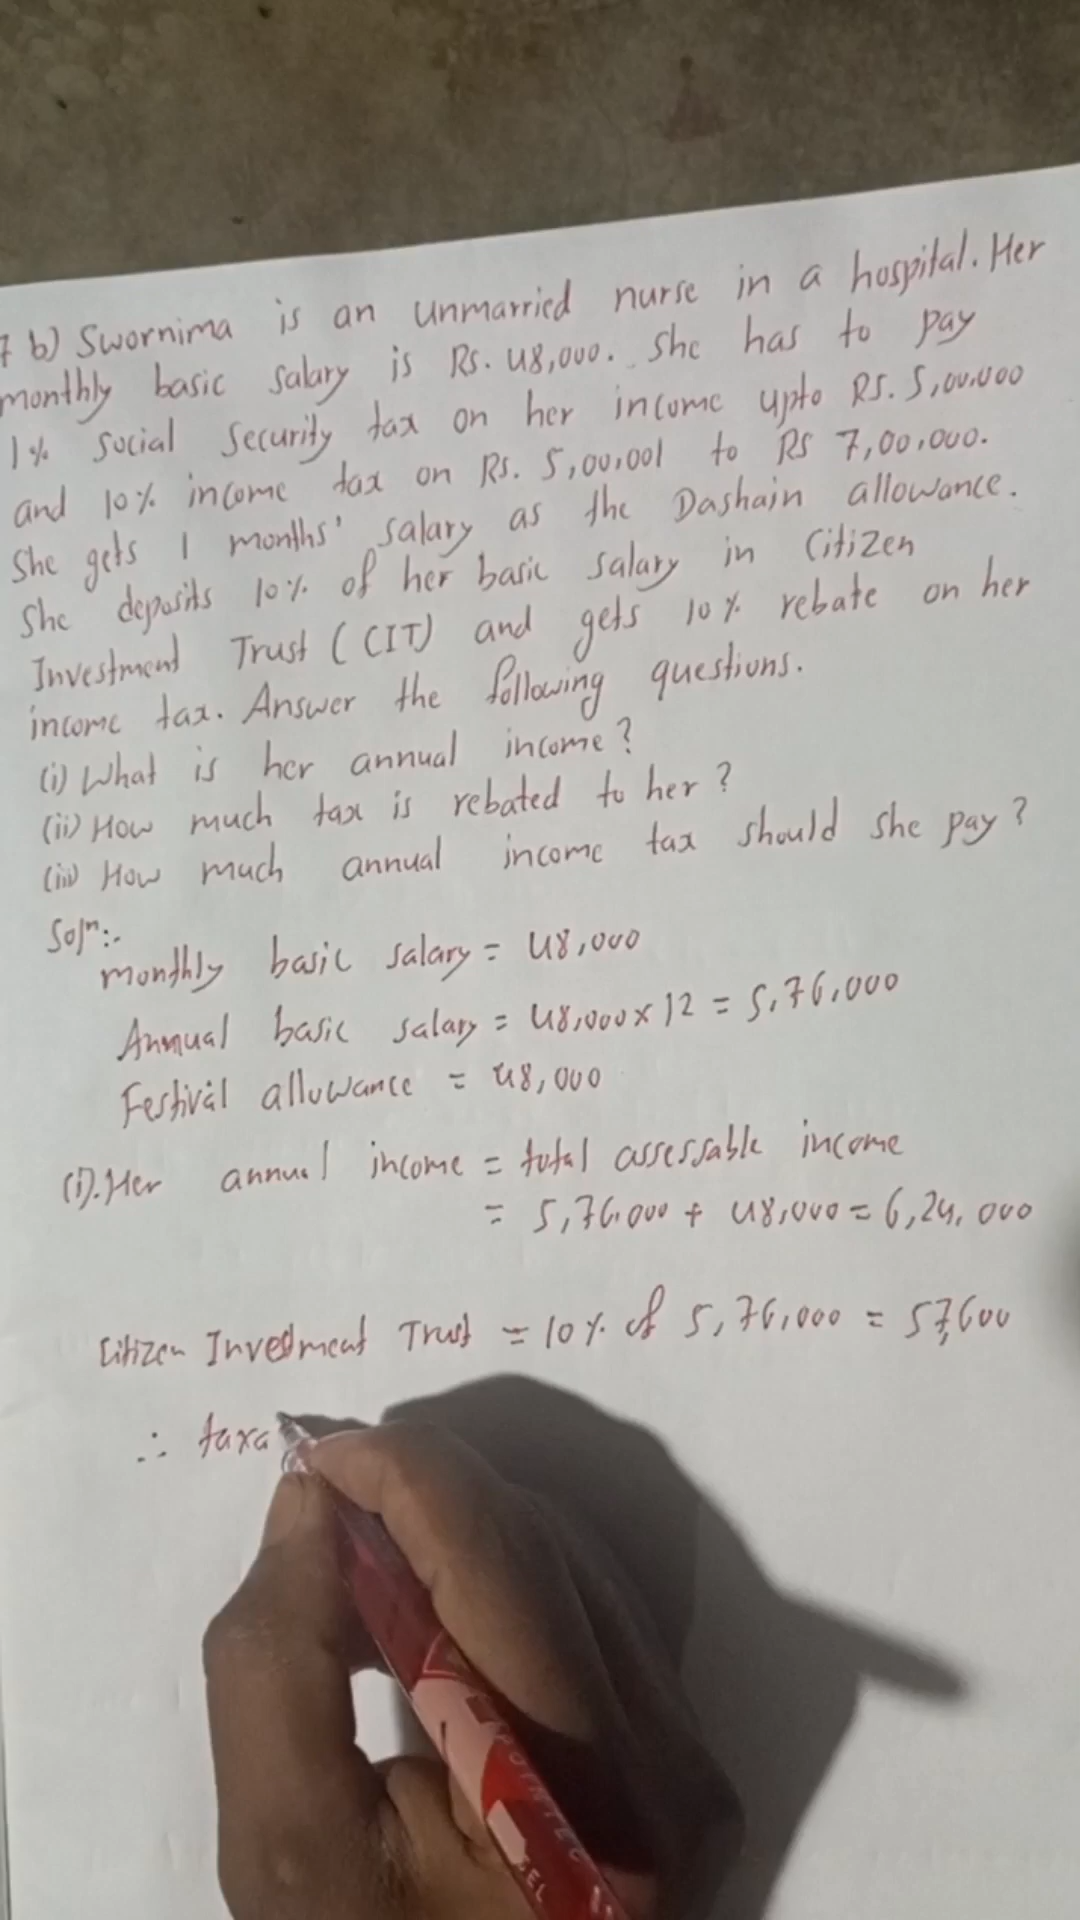 7 b) Swornima is an unmarried nurse in a hospital. Her
monthly basic salary is Rs. 48,000. She has to pay
1% Social Security tax on her income upto RS. 5,00,000
and 10% income tax on Rs. 5,00,001 to RS 7,00,000.
She gets 1 months' salary as the Dashain allowance.
She deposits 10% of her basic salary in Citizen
Investment Trust (CIT) and gets 10% rebate on her
income tax. Answer the following questions.
(i) What is her annual income?
(ii) How much tax is rebated to her?
(iii) How much annual income tax should she pay?
Solⁿ:-
monthly basic salary = 48,000
Annual basic salary = 48,000 x 12 = 5,76,000
Festival allowance = 48,000
(i). Her annual income = total assessable income
= 5,76,000 + 48,000 = 6,24,000
Citizen Investment Trust = 10% of 5,76,000 = 57,600
∴ taxa
POINTEC
GEL